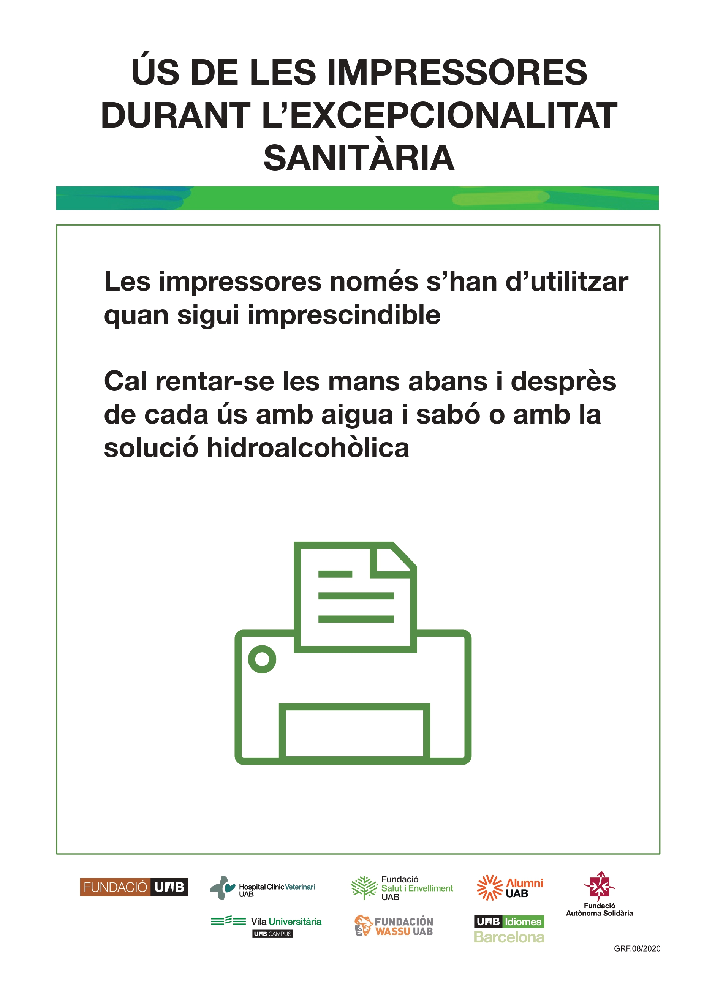 ÚS DE LES IMPRESSORES
DURANT L’EXCEPCIONALITAT
SANITÀRIA
Les impressores només s’han d’utilitzar
quan sigui imprescindible
Cal rentar-se les mans abans i desprès
de cada ús amb aigua i sabó o amb la
solució hidroalcohòlica
FUNDACIÓ UAB
Hospital Clínic Veterinari
UAB
Fundació
Salut i Envelliment
UAB
Alumni
UAB
Fundació
Autònoma Solidària
Vila Universitària
UAB CAMPUS
FUNDACIÓN
WASSU UAB
UAB Idiomes
Barcelona
GRF.08/2020